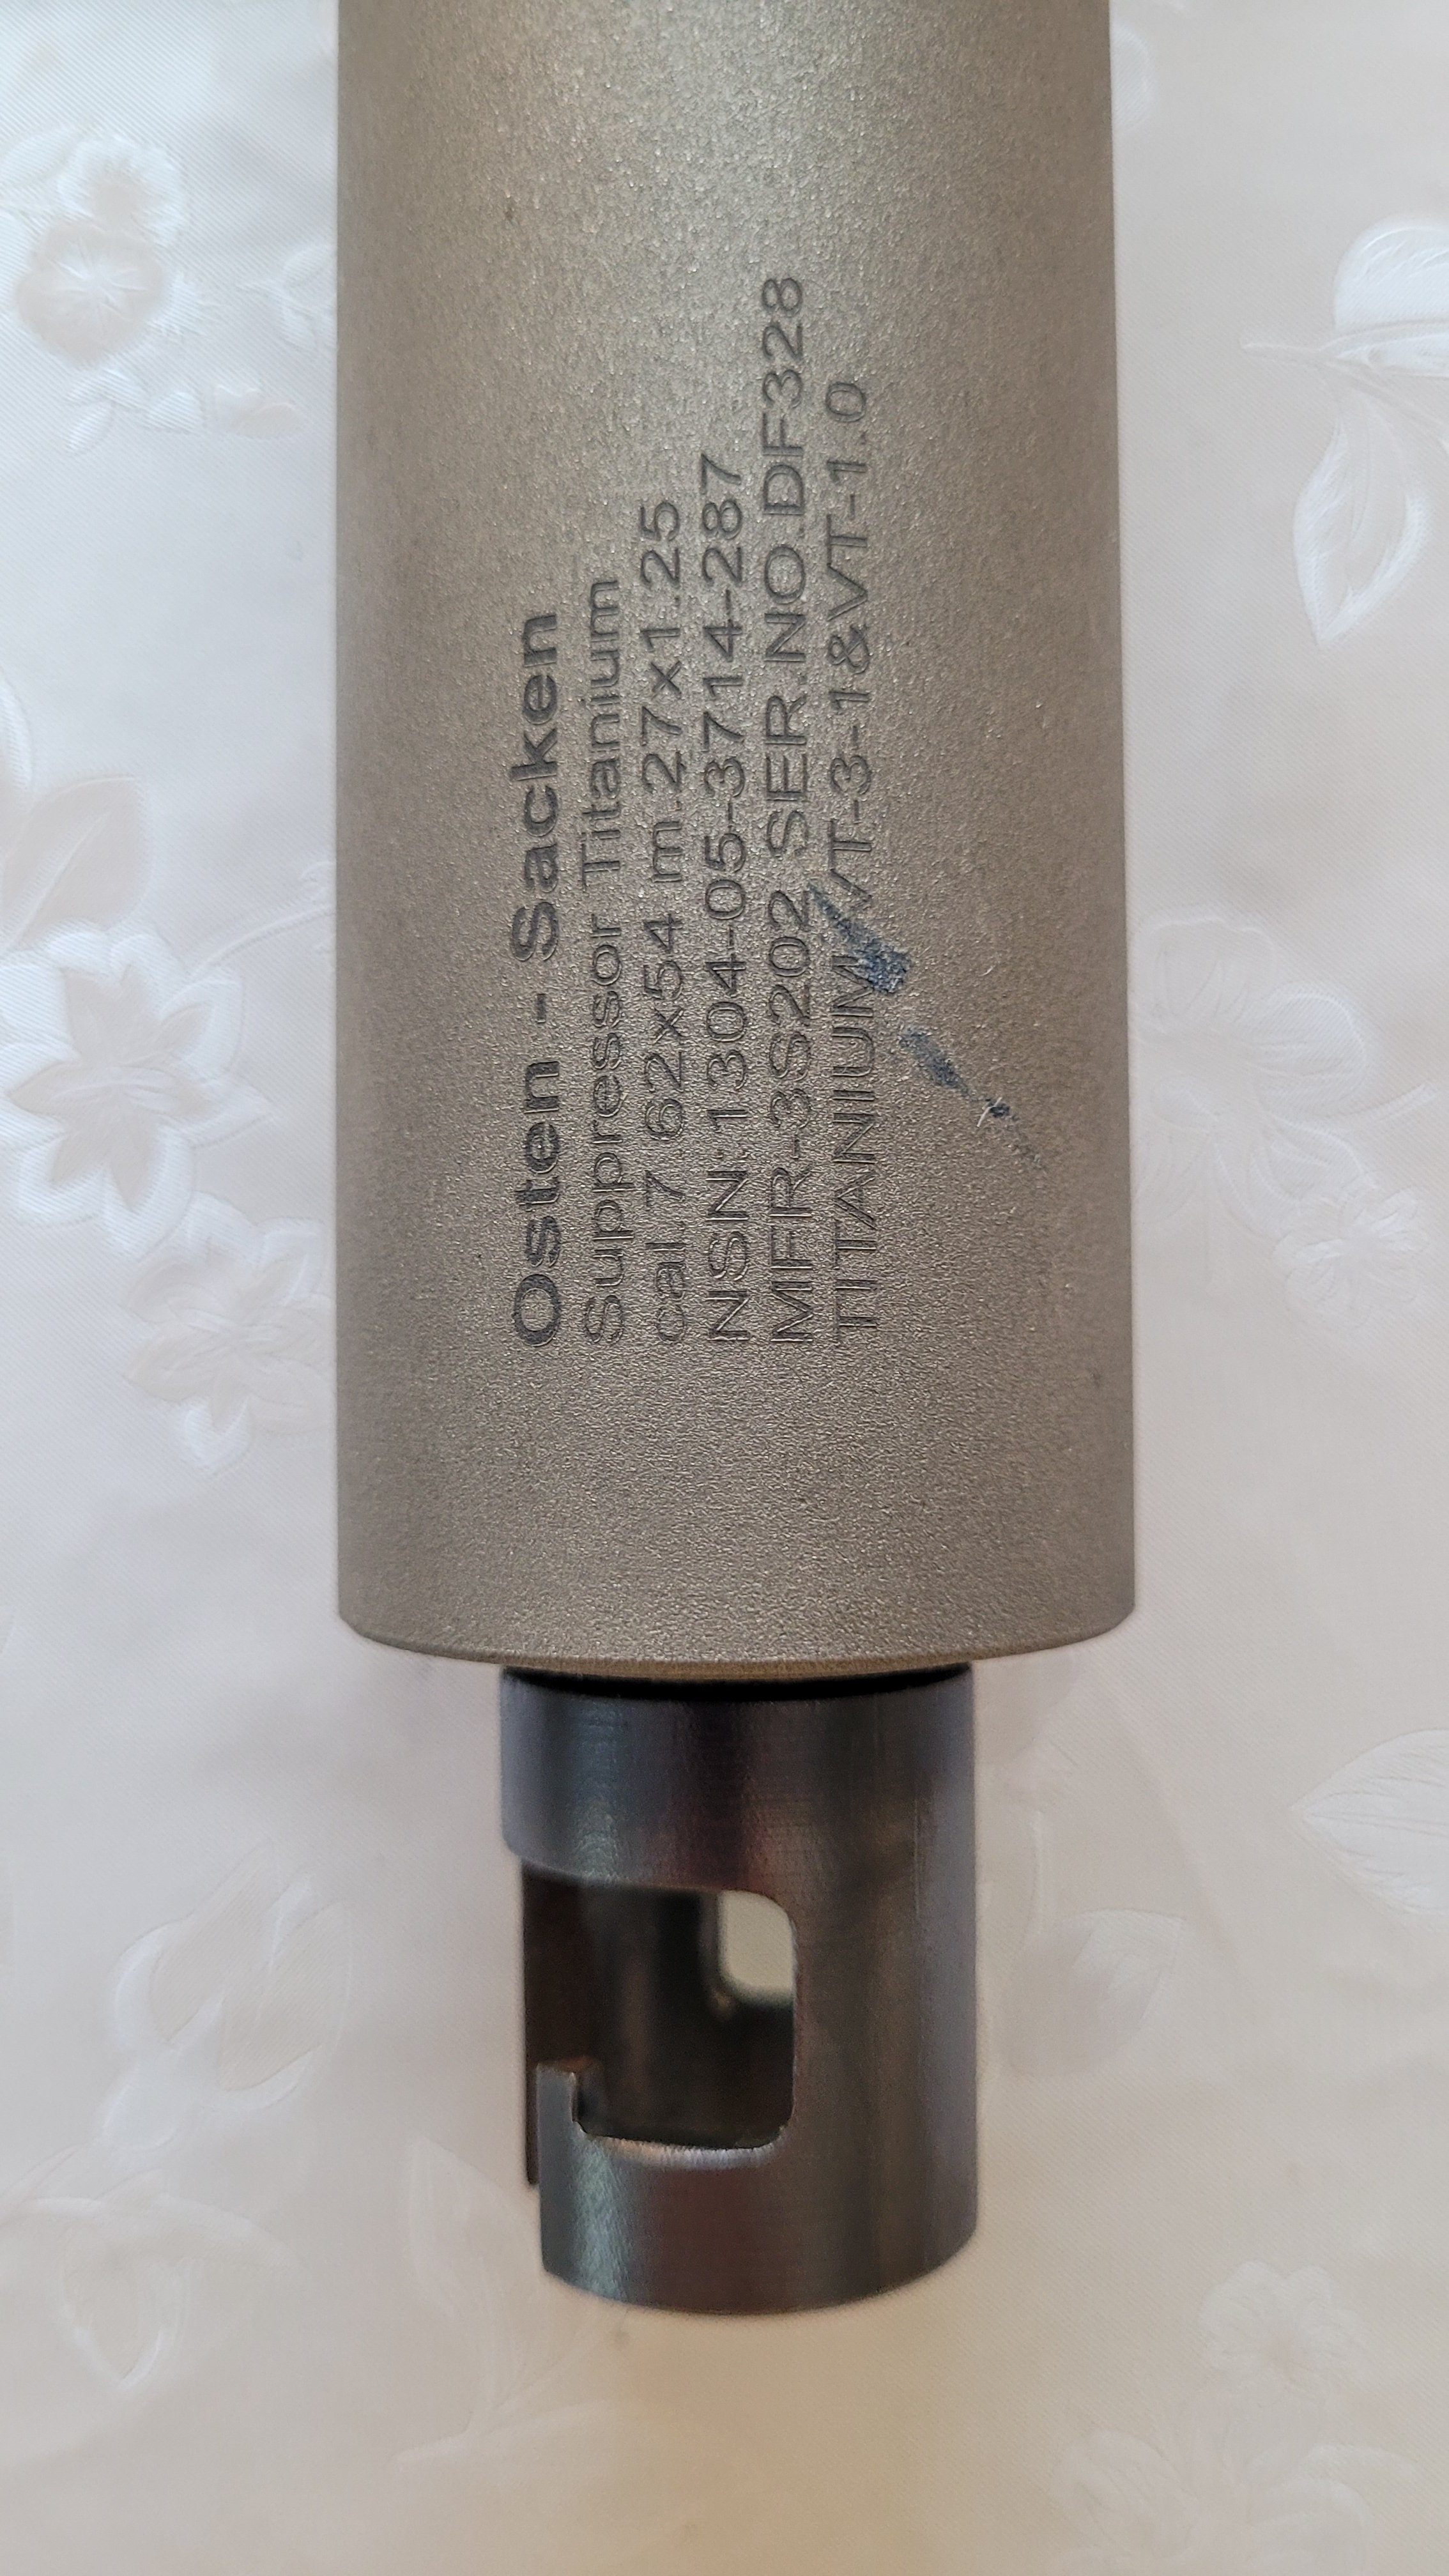 Osten - Sacken
Suppressor Titanium
cal.7.62x54 m.27x1.25
NSN:1304-05-3714-287
MFR-3S202 SER.NO.DF328
TITANIUM VT-3-1&VT-1.0